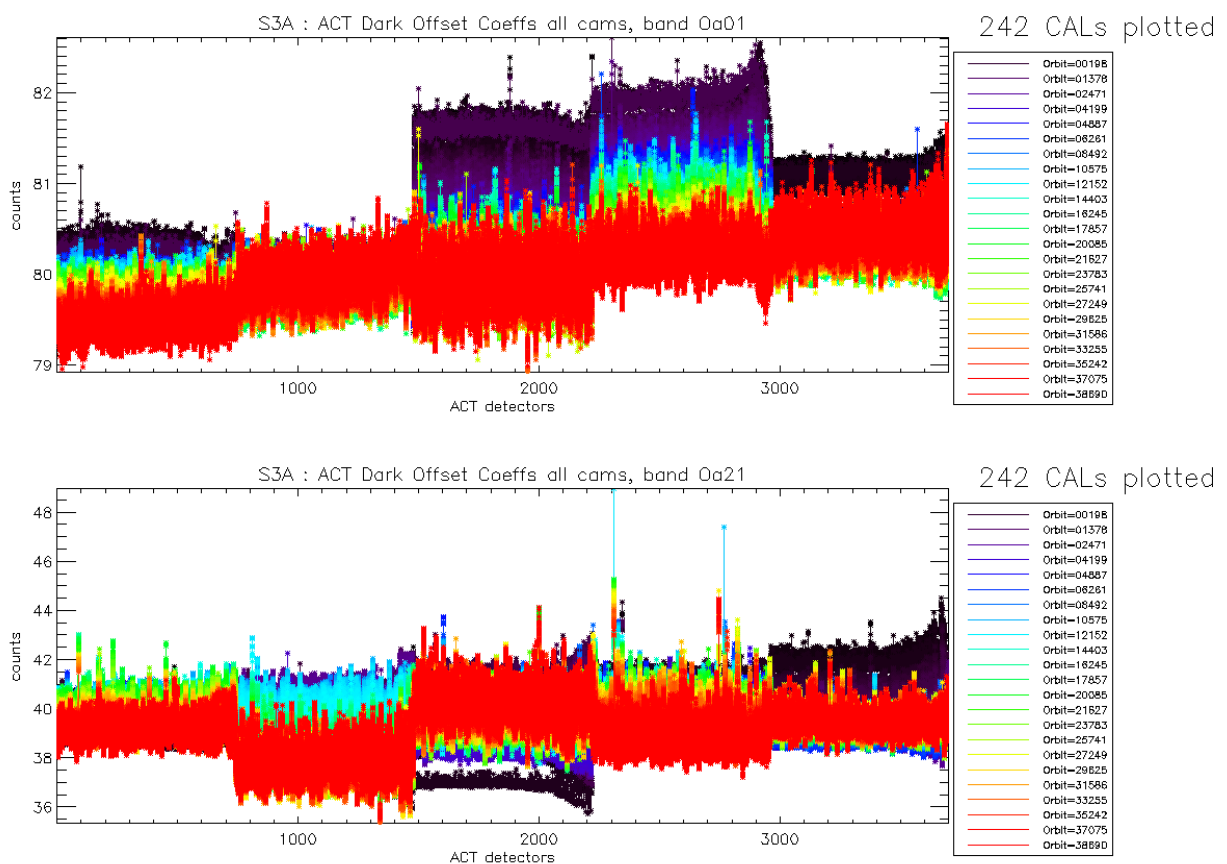 S3A : ACT Dark Offset Coeffs all cams, band Oa01
242 CALs plotted
counts
82
81
80
79
1000
2000
3000
ACT detectors
Orbit=00198
Orbit=01376
Orbit=02471
Orbit=04199
Orbit=04887
Orbit=06261
Orbit=08492
Orbit=10575
Orbit=12152
Orbit=14403
Orbit=16245
Orbit=17857
Orbit=20085
Orbit=21627
Orbit=23783
Orbit=25741
Orbit=27249
Orbit=29625
Orbit=31586
Orbit=33255
Orbit=35242
Orbit=37075
Orbit=38690
S3A : ACT Dark Offset Coeffs all cams, band Oa21
242 CALs plotted
counts
48
46
44
42
40
38
36
1000
2000
3000
ACT detectors
Orbit=00198
Orbit=01376
Orbit=02471
Orbit=04199
Orbit=04887
Orbit=06261
Orbit=08492
Orbit=10575
Orbit=12152
Orbit=14403
Orbit=16245
Orbit=17857
Orbit=20085
Orbit=21627
Orbit=23783
Orbit=25741
Orbit=27249
Orbit=29625
Orbit=31586
Orbit=33255
Orbit=35242
Orbit=37075
Orbit=38690